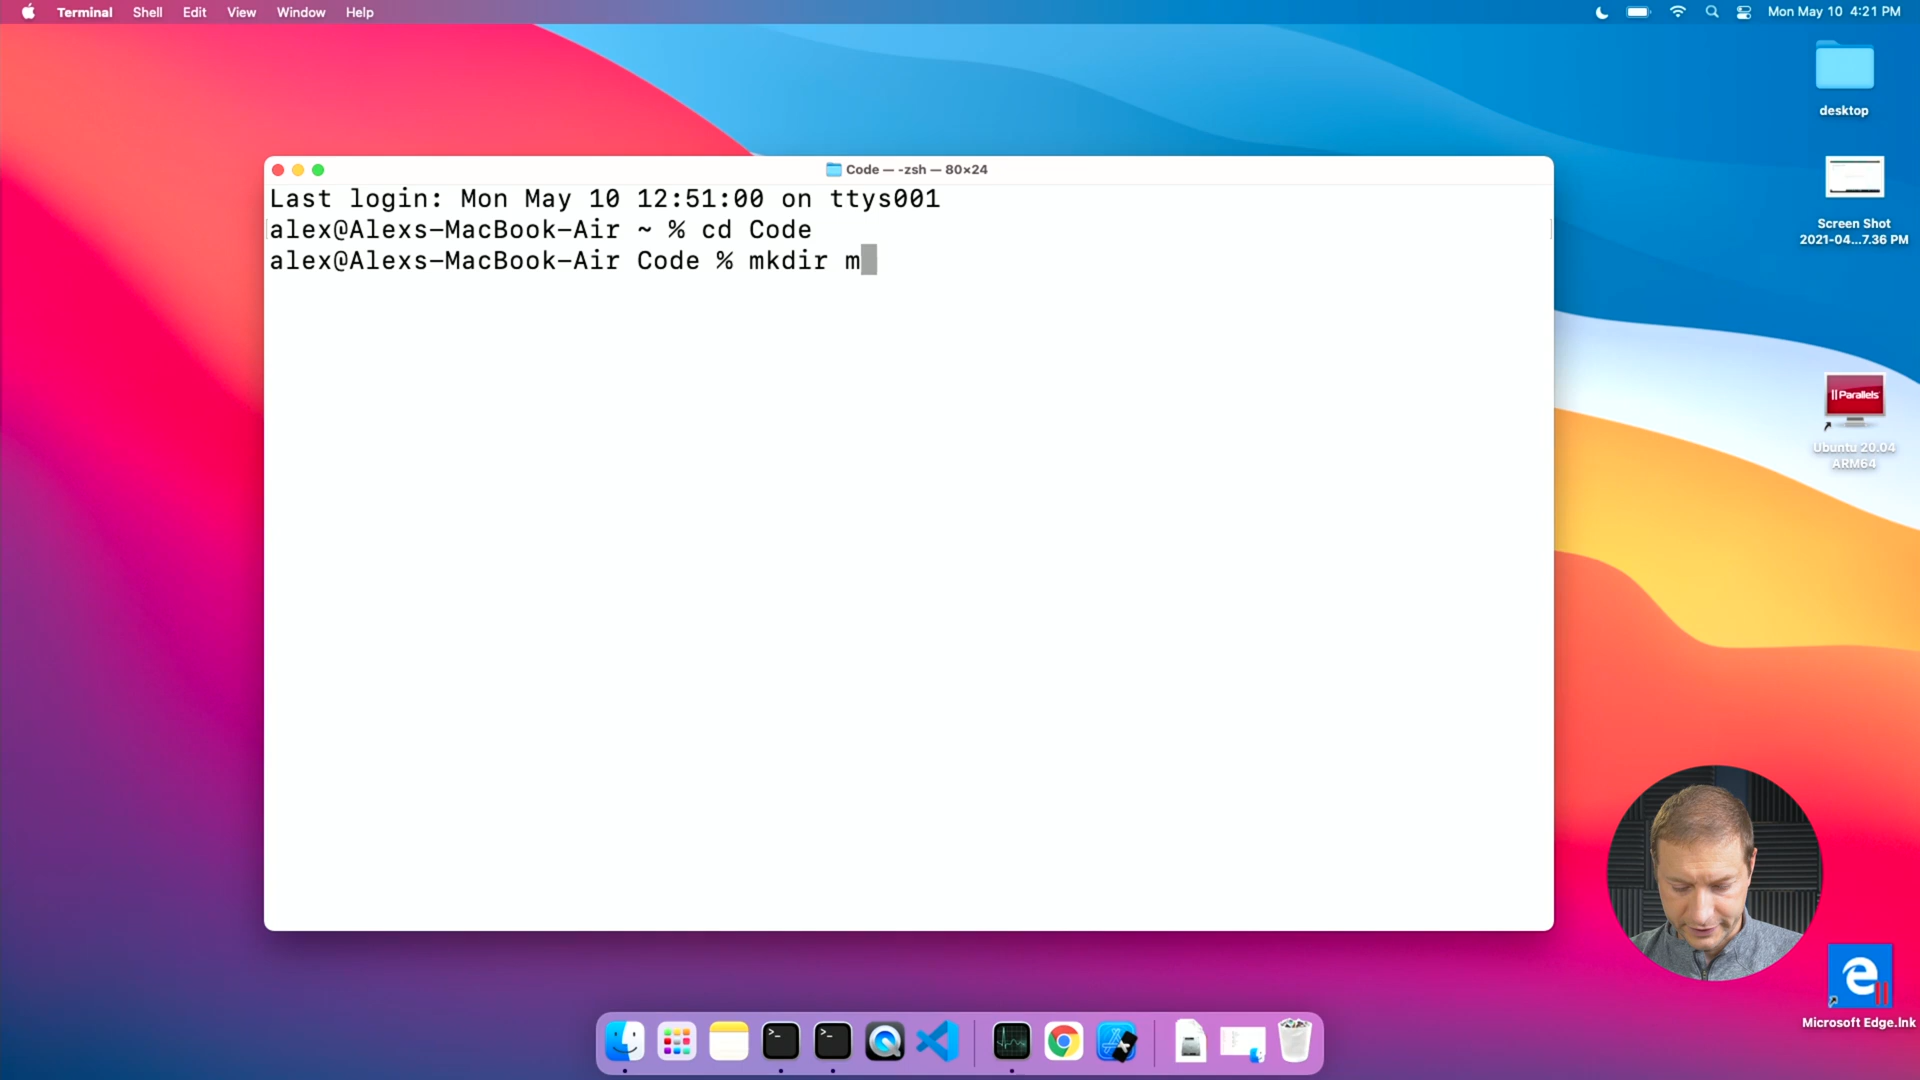 Terminal Shell Edit View Window Help Mon May 10 4:21 PM
desktop
Screen Shot
2021-04...7.36 PM
Code — -zsh — 80×24
Last login: Mon May 10 12:51:00 on ttys001
alex@Alexs-MacBook-Air ~ % cd Code
alex@Alexs-MacBook-Air Code % mkdir m
Parallels
Ubuntu 20.04
ARM64
Microsoft Edge.lnk